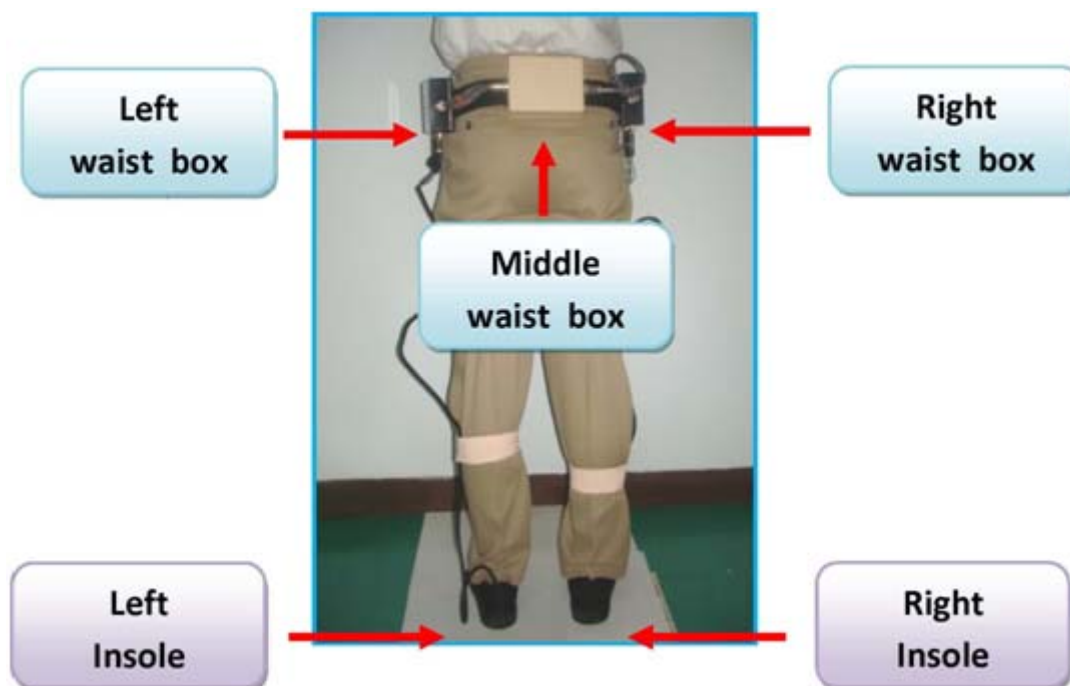 Left
waist box
Right
waist box
Middle
waist box
Left
Insole
Right
Insole